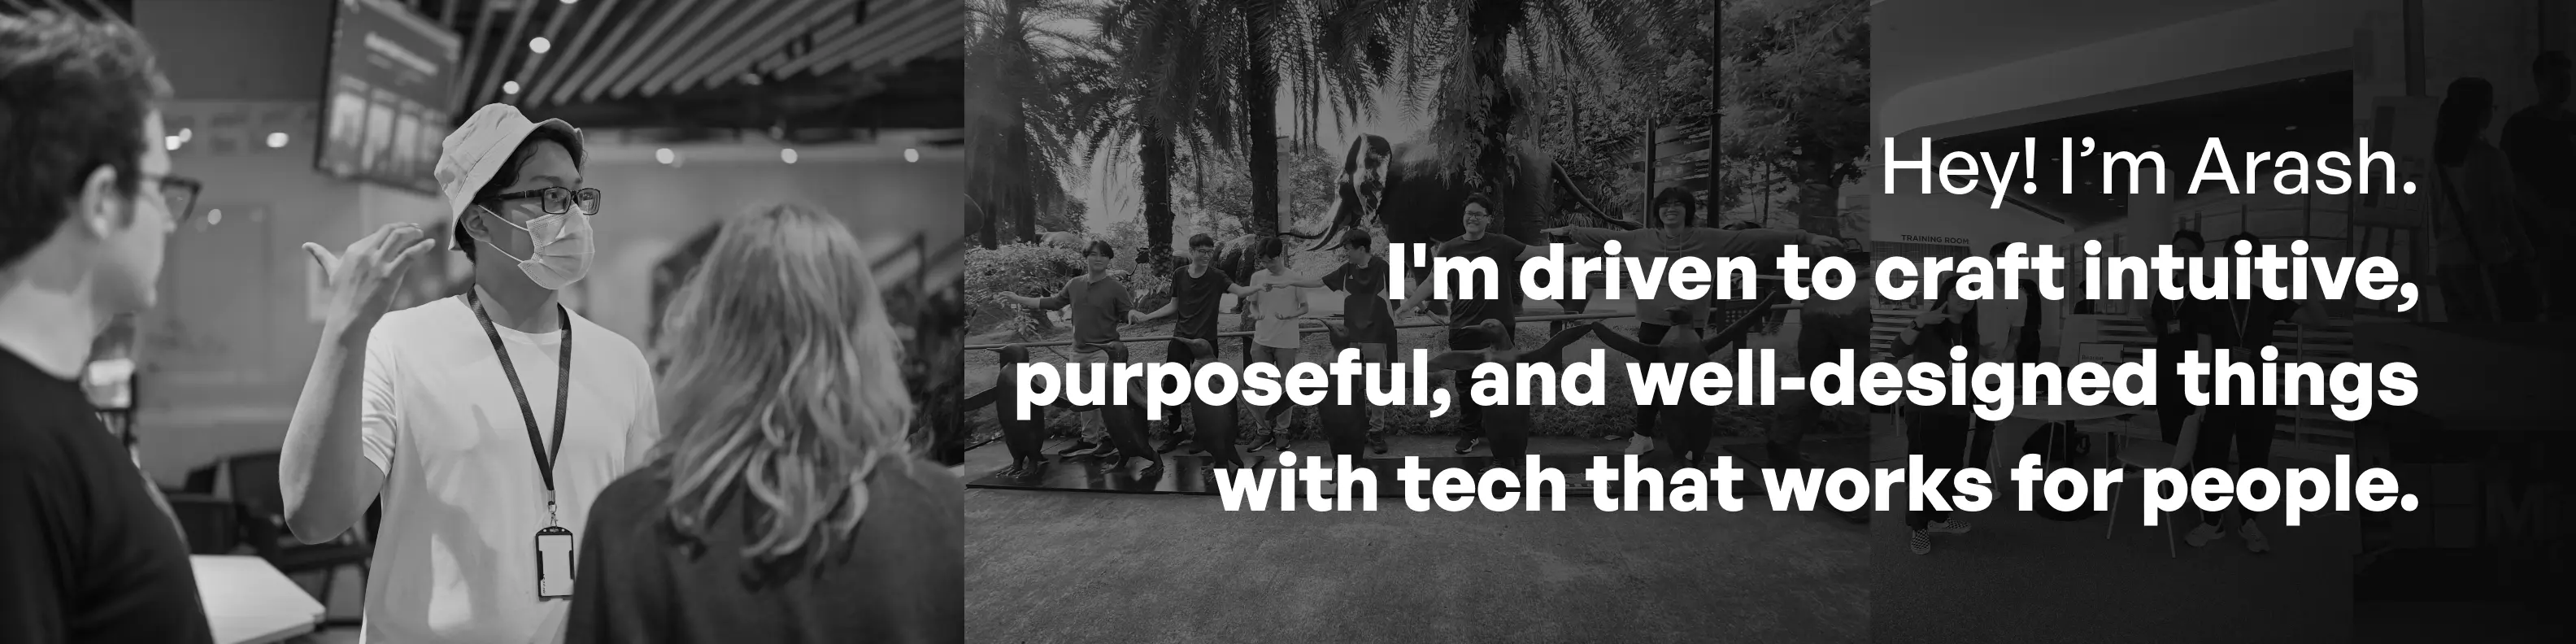 Hey! I’m Arash.
I'm driven to craft intuitive,
purposeful, and well-designed things
with tech that works for people.
TRAINING ROOM